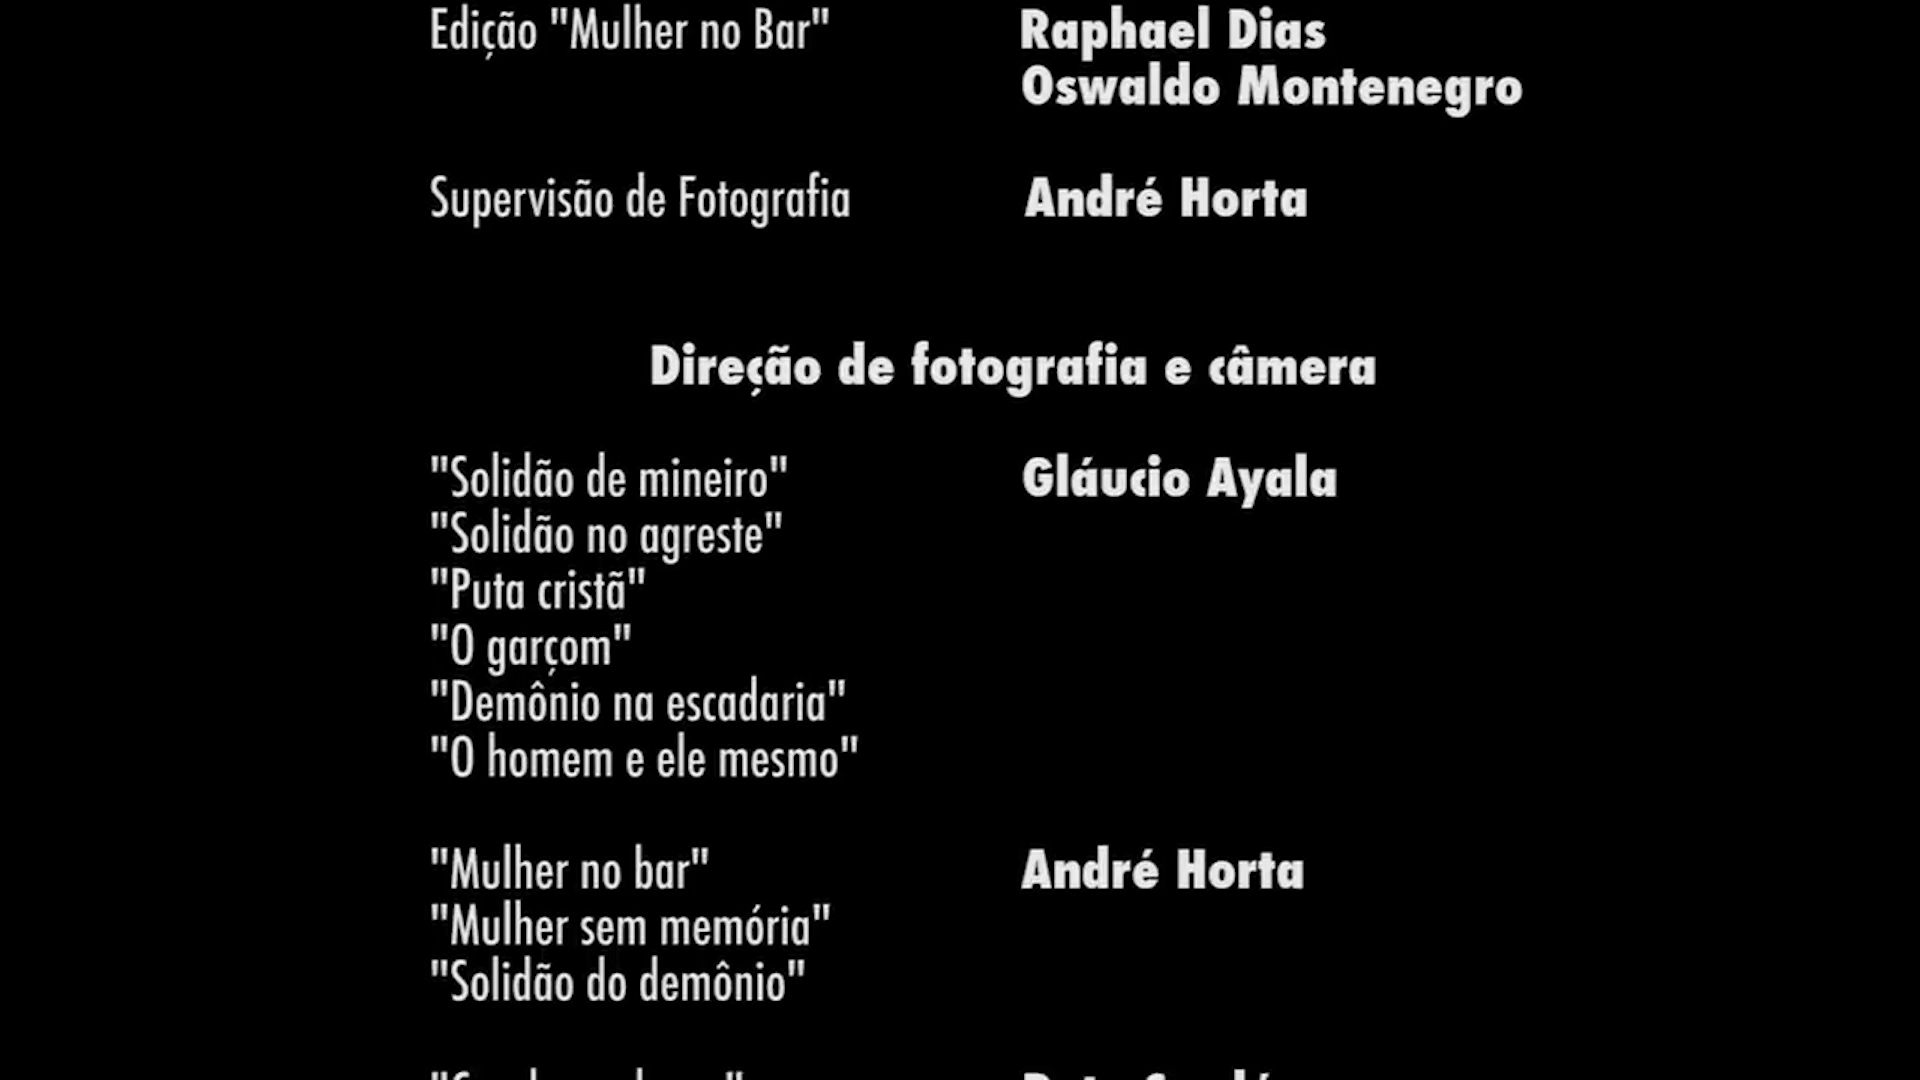 Edição "Mulher no Bar" Raphael Dias
Oswaldo Montenegro
Supervisão de Fotografia André Horta
Direção de fotografia e câmera
"Solidão de mineiro" Gláucio Ayala
"Solidão no agreste"
"Puta cristã"
"O garçom"
"Demônio na escadaria"
"O homem e ele mesmo"
"Mulher no bar" André Horta
"Mulher sem memória"
"Solidão do demônio"